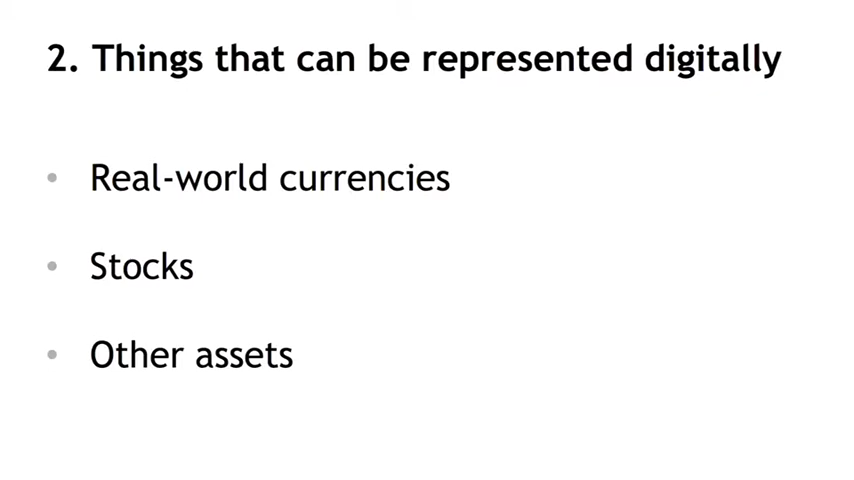 2. Things that can be represented digitally
• Real-world currencies
• Stocks
• Other assets